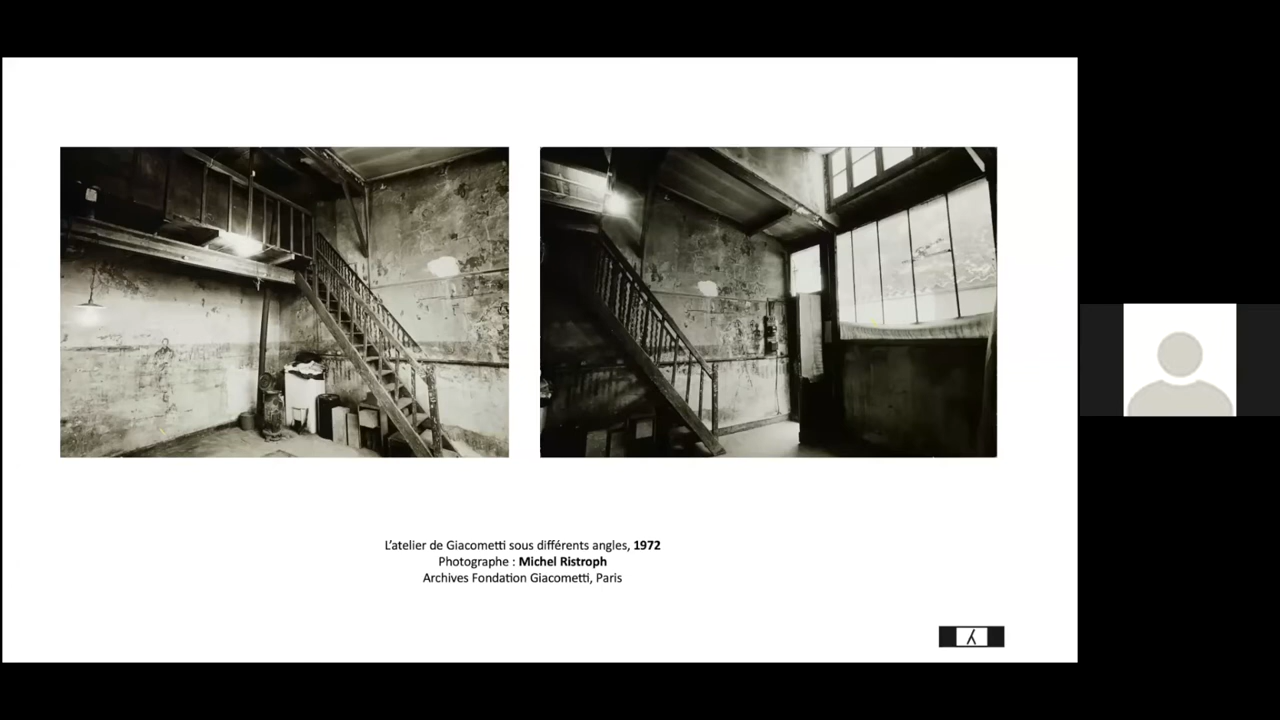 L'atelier de Giacometti sous différents angles, 1972
Photographe : Michel Ristroph
Archives Fondation Giacometti, Paris